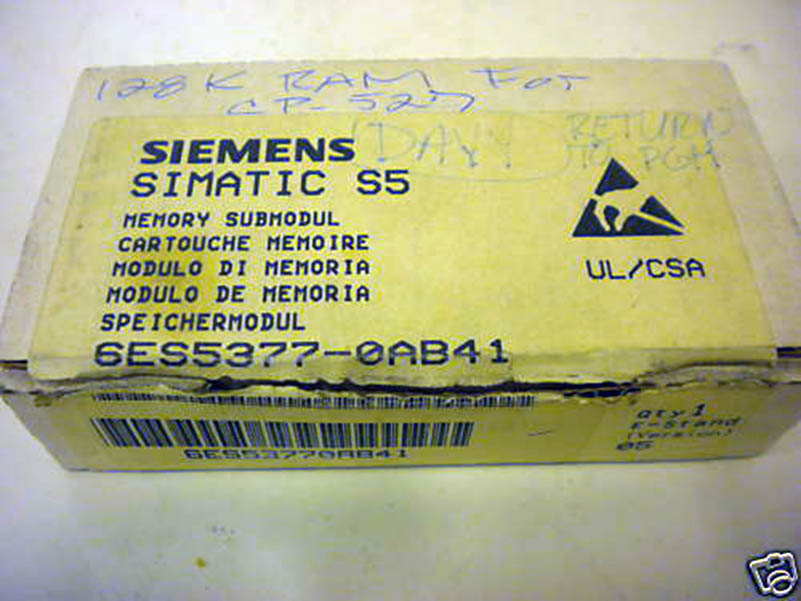 128K RAM For
CP-527
DAVY
RETURN
TO PGH
SIEMENS
SIMATIC S5
MEMORY SUBMODUL
CARTOUCHE MEMOIRE
MODULO DI MEMORIA
MODULO DE MEMORIA
SPEICHERMODUL
6ES5377-0AB41
UL/CSA
6ES53770AB41
Qty 1
E-Stand
(Version)
05